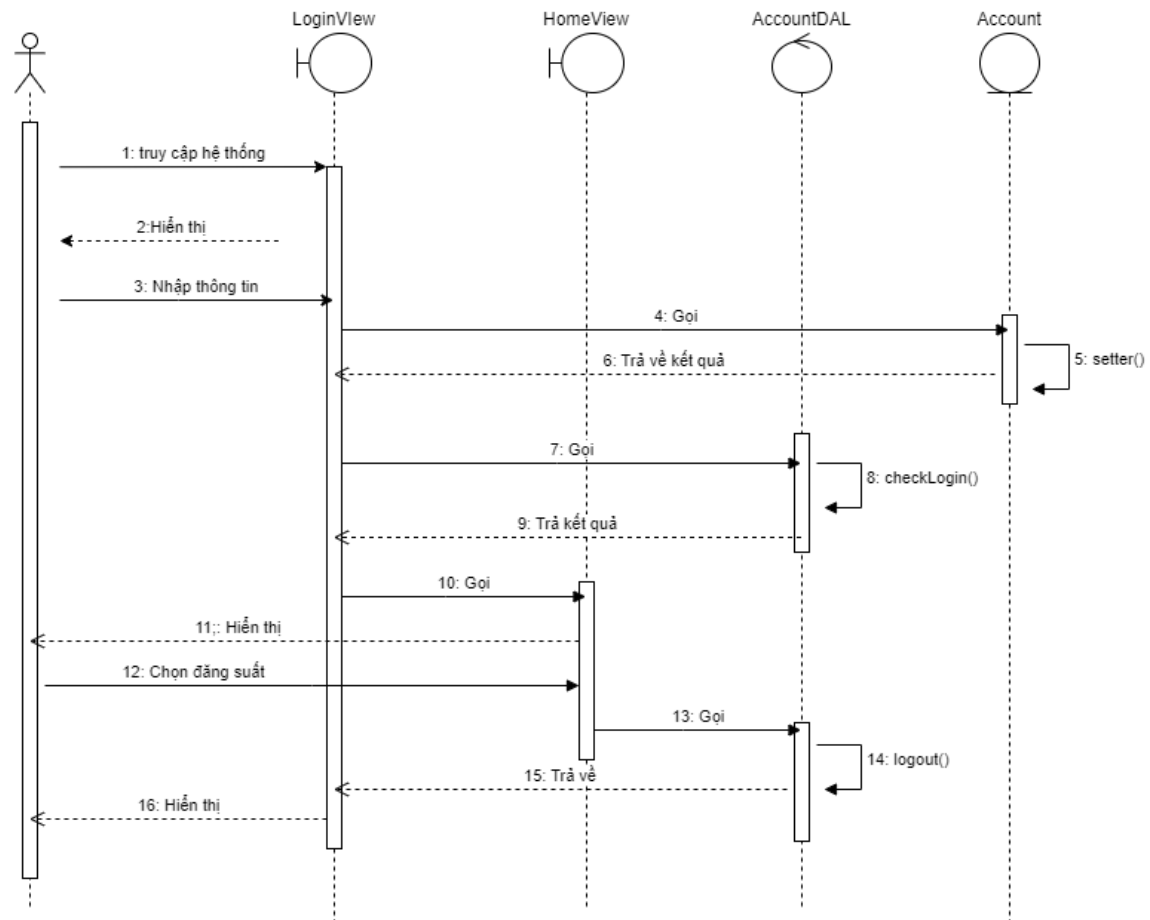 LoginVIew
HomeView
AccountDAL
Account
1: truy cập hệ thống
2:Hiển thị
3: Nhập thông tin
4: Gọi
5: setter()
6: Trả về kết quả
7: Gọi
8: checkLogin()
9: Trả kết quả
10: Gọi
11;: Hiển thị
12: Chọn đăng suất
13: Gọi
14: logout()
15: Trả về
16: Hiển thị